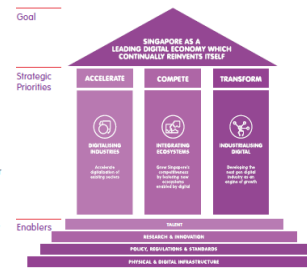 Goal
SINGAPORE AS A
LEADING DIGITAL ECONOMY WHICH
CONTINUALLY REINVENTS ITSELF
Strategic
Priorities
ACCELERATE
COMPETE
TRANSFORM
DIGITALISING
INDUSTRIES
Accelerate
digitalisation of
existing sectors
INTEGRATING
ECOSYSTEMS
Grow Singapore's
competitiveness
by fostering new
ecosystems
enabled by digital
INDUSTRIALISING
DIGITAL
Developing the
next gen digital
industry as an
engine of growth
Enablers
TALENT
RESEARCH & INNOVATION
POLICY, REGULATIONS & STANDARDS
PHYSICAL & DIGITAL INFRASTRUCTURE